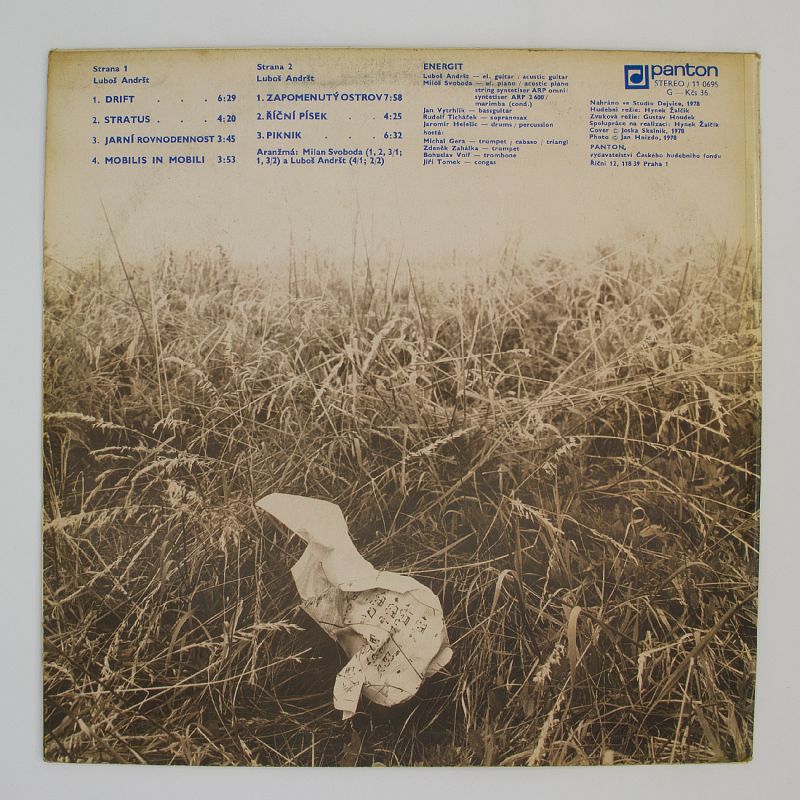 Strana 1
Luboš Andršt
1. DRIFT . . . . 6:29
2. STRATUS . . . 4:20
3. JARNÍ ROVNODENNOST 3:45
4. MOBILIS IN MOBILI 3:53
Strana 2
Luboš Andršt
1. ZAPOMENUTÝ OSTROV 7:58
2. ŘÍČNÍ PÍSEK . . 4:25
3. PIKNIK . . . 6:32
Aranžmá: Milan Svoboda (1, 2, 3/1;
1, 3/2) a Luboš Andršt (4/1; 2/2)
ENERGIT
Luboš Andršt — el. guitar / acustic guitar
Miloš Svoboda — el. piano / acustic piano
string syntetiser ARP omni
syntetiser ARP 2 600 /
marimba (cond.)
Jan Vytrhlík — bassguitar
Rudolf Ticháček — sopranosax
Jaromír Helešic — drums / percussion
hosté:
Michal Gera — trumpet / cabaso / triangl
Zdeněk Zahálka — trumpet
Bohuslav Volf — trombone
Jiří Tomek — congas
panton
STEREO / 11 0695
G — Kčs 36.
Nahráno ve Studiu Dejvice, 1978
Hudební režie: Hynek Žalčík
Zvuková režie: Gustav Houdek
Spolupráce na realizaci: Hynek Žalčík
Cover © Joska Skalník, 1978
Photo © Jan Hnízdo, 1978
PANTON,
vydavatelství Českého hudebního fondu
Říční 12, 118 39 Praha 1